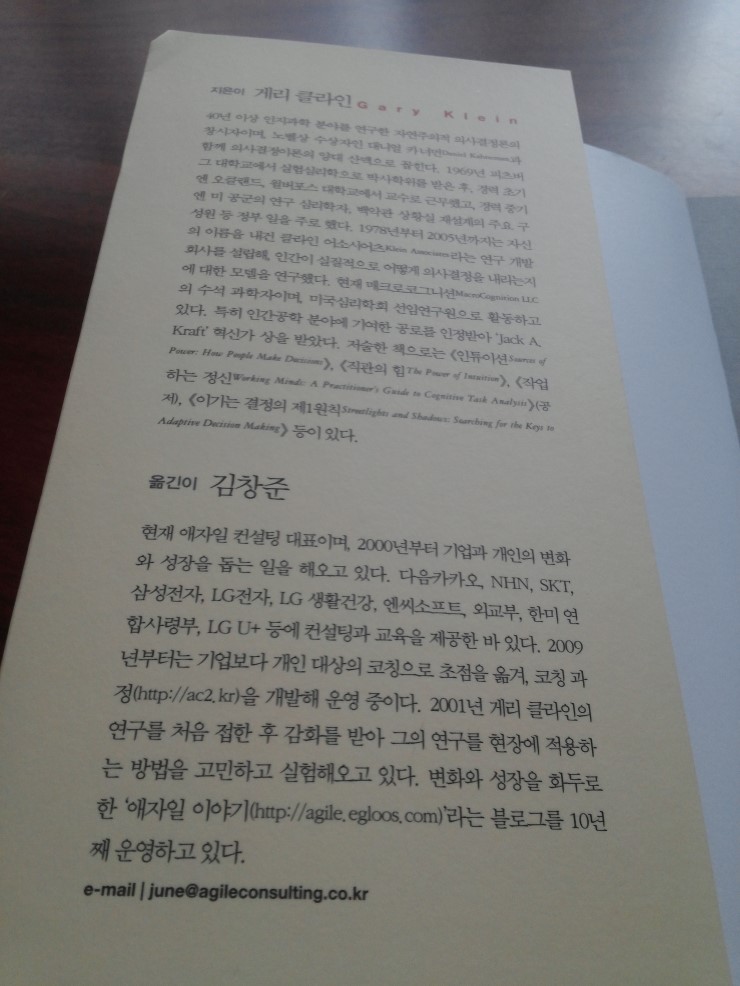 지은이 게리 클라인 Gary Klein
40년 이상 인지과학 분야를 연구한 자연주의적 의사결정론의
창시자이며, 노벨상 수상자인 대니얼 카너먼Daniel Kahneman과
함께 의사결정이론의 양대 산맥으로 꼽힌다. 1969년 피츠버
그 대학교에서 실험심리학으로 박사학위를 받은 후, 경력 초기
엔 오클랜드, 윌버포스 대학교에서 교수로 근무했고, 경력 중기
엔 미 공군의 연구 심리학자, 백악관 상황실 재설계의 주요 구
성원 등 정부 일을 주로 했다. 1978년부터 2005년까지는 자신
의 이름을 내건 클라인 어소시어츠Klein Associates라는 연구 개발
회사를 설립해, 인간이 실질적으로 어떻게 의사결정을 내리는지
에 대한 모델을 연구했다. 현재 매크로코그니션MacroCognition LLC
의 수석 과학자이며, 미국심리학회 선임연구원으로 활동하고
있다. 특히 인간공학 분야에 기여한 공로를 인정받아 ‘Jack A.
Kraft’ 혁신가 상을 받았다. 저술한 책으로는 《인튜이션Sources of
Power: How People Make Decisions》, 《직관의 힘The Power of Intuition》, 《작업
하는 정신Working Minds: A Practitioner's Guide to Cognitive Task Analysis》(공
저), 《이기는 결정의 제1원칙Streetlights and Shadows: Searching for the Keys to
Adaptive Decision Making》 등이 있다.
옮긴이 김창준
현재 애자일 컨설팅 대표이며, 2000년부터 기업과 개인의 변화
와 성장을 돕는 일을 해오고 있다. 다음카카오, NHN, SKT,
삼성전자, LG전자, LG 생활건강, 엔씨소프트, 외교부, 한미 연
합사령부, LG U+ 등에 컨설팅과 교육을 제공한 바 있다. 2009
년부터는 기업보다 개인 대상의 코칭으로 초점을 옮겨, 코칭 과
정(http://ac2.kr)을 개발해 운영 중이다. 2001년 게리 클라인의
연구를 처음 접한 후 감화를 받아 그의 연구를 현장에 적용하
는 방법을 고민하고 실험해오고 있다. 변화와 성장을 화두로
한 ‘애자일 이야기(http://agile.egloos.com)’라는 블로그를 10년
째 운영하고 있다.
e-mail | june@agileconsulting.co.kr